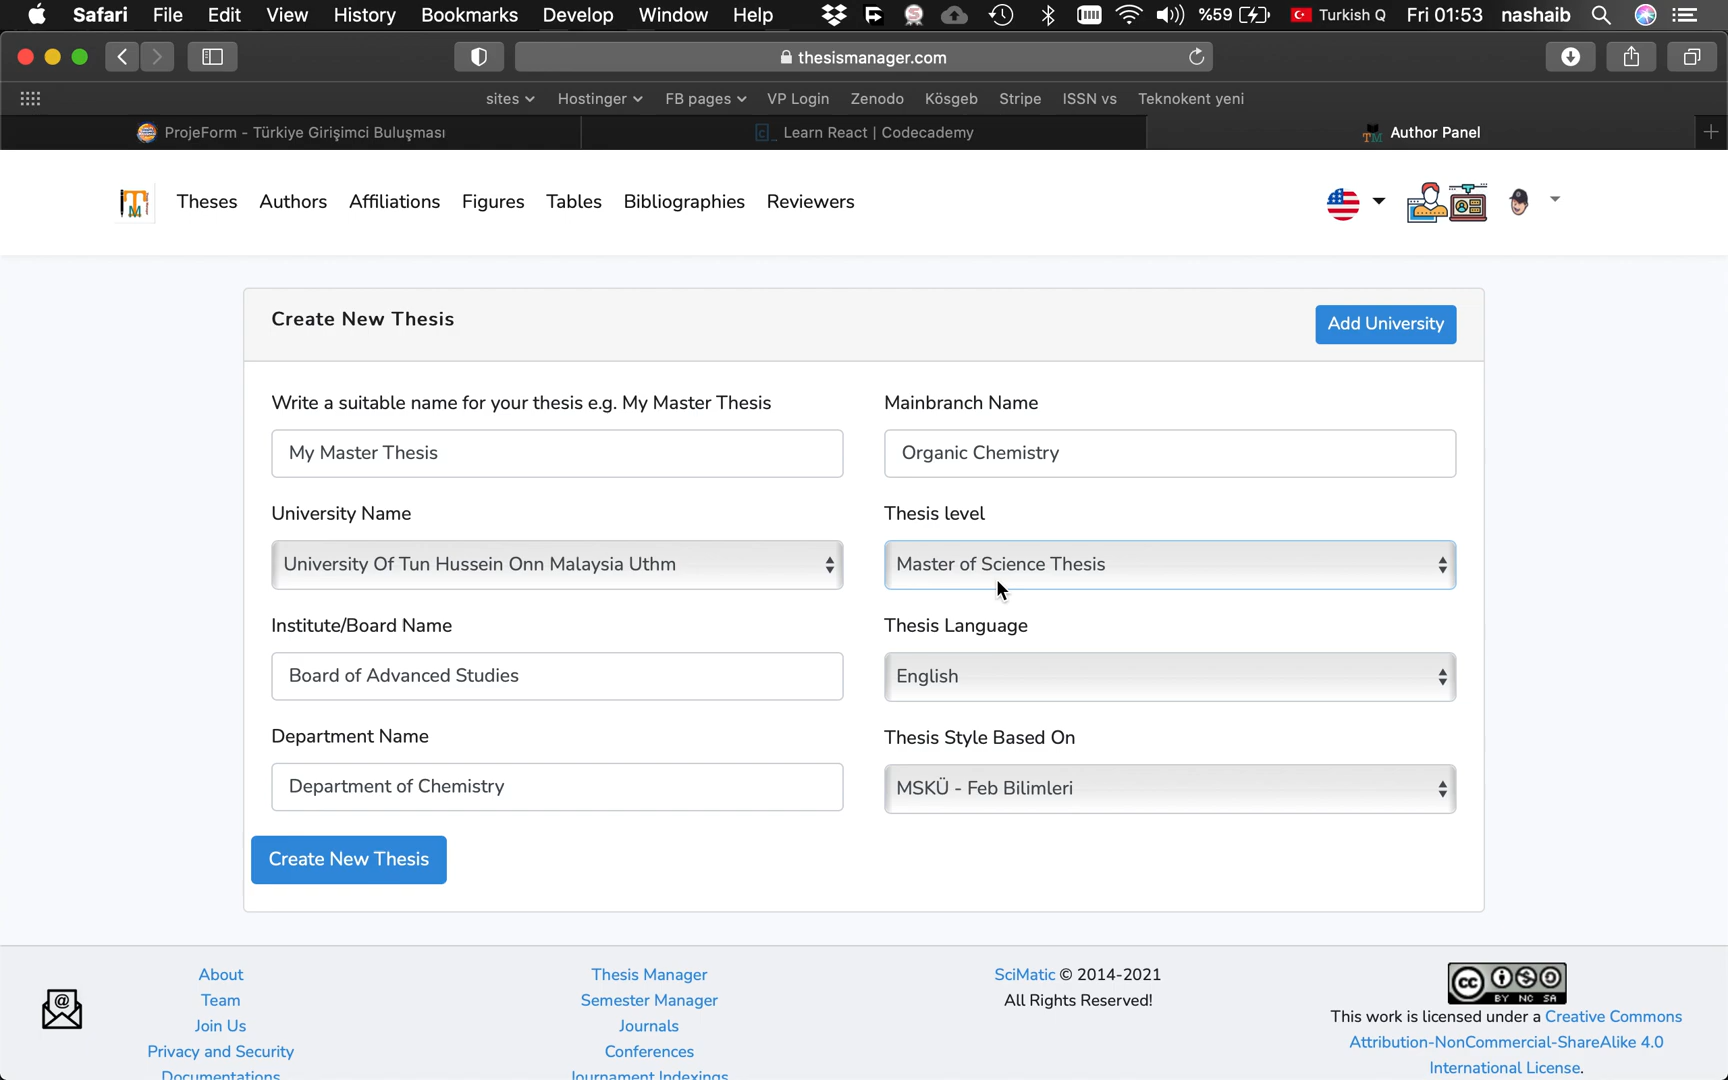 Safari File Edit View History Bookmarks Develop Window Help %59 Turkish Q Fri 01:53 nashaib
thesismanager.com
sites Hostinger FB pages VP Login Zenodo Kösgeb Stripe ISSN vs Teknokent yeni
ProjeForm - Türkiye Girişimci Buluşması Learn React | Codecademy Author Panel
Theses Authors Affiliations Figures Tables Bibliographies Reviewers
Create New Thesis
Add University
Write a suitable name for your thesis e.g. My Master Thesis
My Master Thesis
Mainbranch Name
Organic Chemistry
University Name
University Of Tun Hussein Onn Malaysia Uthm
Thesis level
Master of Science Thesis
Institute/Board Name
Board of Advanced Studies
Thesis Language
English
Department Name
Department of Chemistry
Thesis Style Based On
MSKÜ - Feb Bilimleri
Create New Thesis
About
Team
Join Us
Privacy and Security
Documentations
Thesis Manager
Semester Manager
Journals
Conferences
Journament Indexings
SciMatic © 2014-2021
All Rights Reserved!
BY NC SA
This work is licensed under a Creative Commons
Attribution-NonCommercial-ShareAlike 4.0
International License.